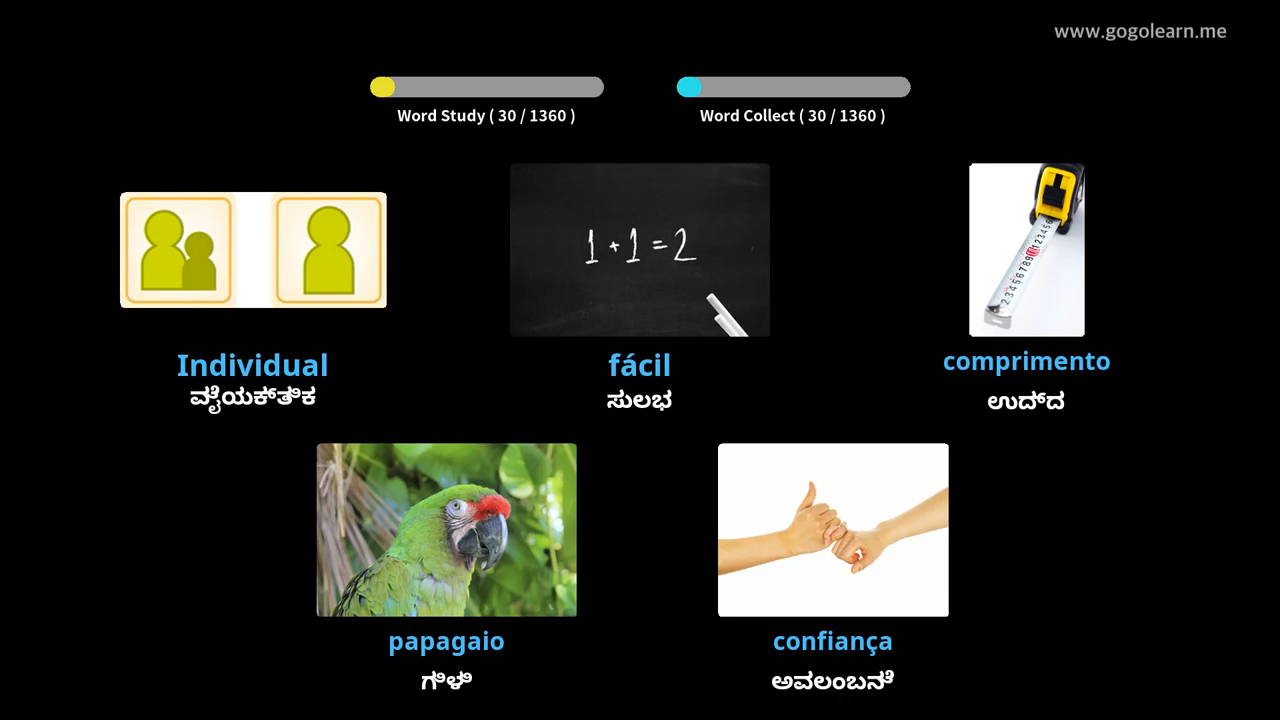 www.gogolearn.me
Word Study ( 30 / 1360 )
Word Collect ( 30 / 1360 )
1 + 1 = 2
Individual
ವೈಯಕ್ತಿಕ
fácil
ಸುಲಭ
comprimento
ಉದ್ದ
papagaio
ಗಿಳಿ
confiança
ಅವಲಂಬನೆ